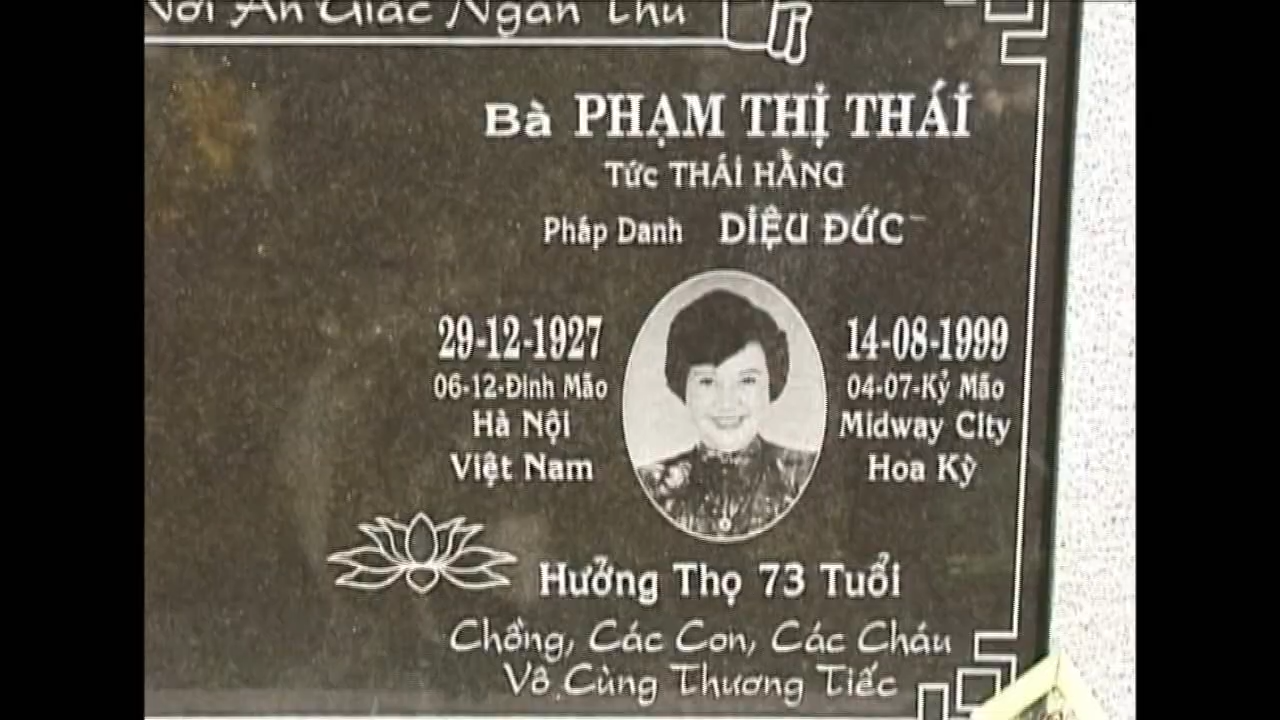 Nơi An Giấc Ngàn Thu
Bà PHẠM THỊ THÁI
Tức THÁI HẰNG
Pháp Danh DIỆU ĐỨC
29-12-1927
06-12-Đinh Mão
Hà Nội
Việt Nam
14-08-1999
04-07-Kỷ Mão
Midway City
Hoa Kỳ
Hưởng Thọ 73 Tuổi
Chồng, Các Con, Các Cháu
Vô Cùng Thương Tiếc